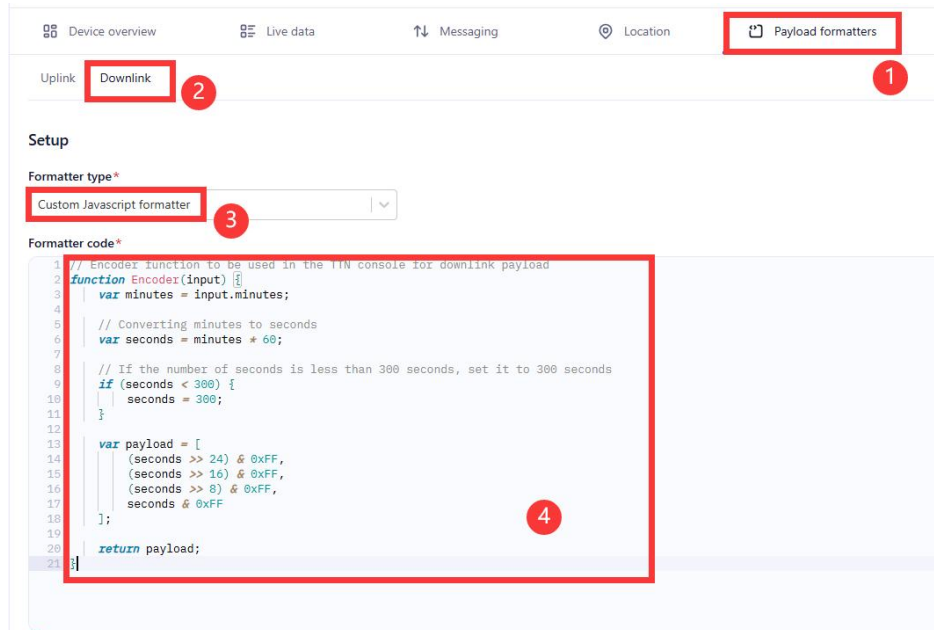 Device overview Live data Messaging Location Payload formatters
1
Uplink Downlink
2
Setup
Formatter type*
Custom Javascript formatter
3
Formatter code*
1 // Encoder function to be used in the TTN console for downlink payload
2 function Encoder(input) {
3 var minutes = input.minutes;
4
5 // Converting minutes to seconds
6 var seconds = minutes * 60;
7
8 // If the number of seconds is less than 300 seconds, set it to 300 seconds
9 if (seconds < 300) {
10 seconds = 300;
11 }
12
13 var payload = [
14 (seconds >> 24) & 0xFF,
15 (seconds >> 16) & 0xFF,
16 (seconds >> 8) & 0xFF,
17 seconds & 0xFF
18 ];
4
19
20 return payload;
21 }